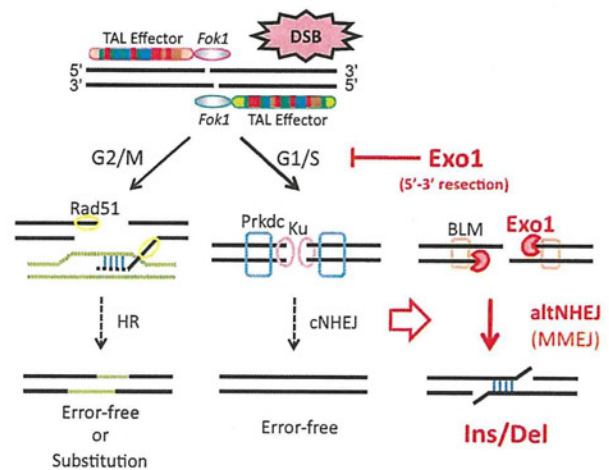 TAL Effector
Fok1
DSB
5'
3'
3'
5'
Fok1
TAL Effector
G2/M
G1/S
Exo1
(5'-3' resection)
Rad51
Prkdc
Ku
BLM
Exo1
HR
cNHEJ
altNHEJ
(MMEJ)
Error-free
or
Substitution
Error-free
Ins/Del